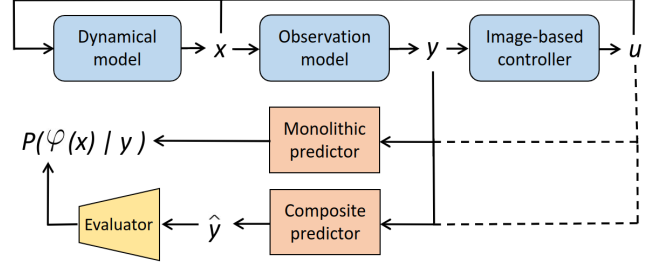 Dynamical
model
x
Observation
model
y
Image-based
controller
u
P(φ(x) | y)
Monolithic
predictor
Evaluator
ŷ
Composite
predictor